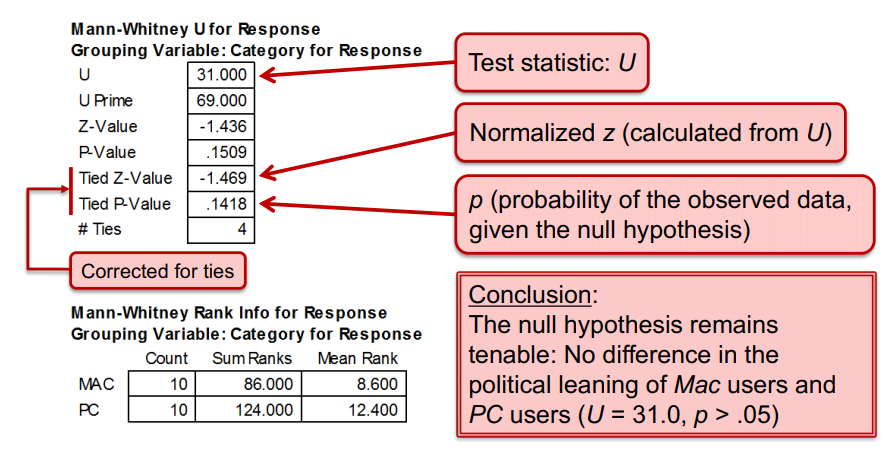 Mann-Whitney U for Response
Grouping Variable: Category for Response
U 31.000
U Prime 69.000
Z-Value -1.436
P-Value .1509
Tied Z-Value -1.469
Tied P-Value .1418
# Ties 4
Corrected for ties
Test statistic: U
Normalized z (calculated from U)
p (probability of the observed data,
given the null hypothesis)
Mann-Whitney Rank Info for Response
Grouping Variable: Category for Response
Count Sum Ranks Mean Rank
MAC 10 86.000 8.600
PC 10 124.000 12.400
Conclusion:
The null hypothesis remains
tenable: No difference in the
political leaning of Mac users and
PC users (U = 31.0, p > .05)